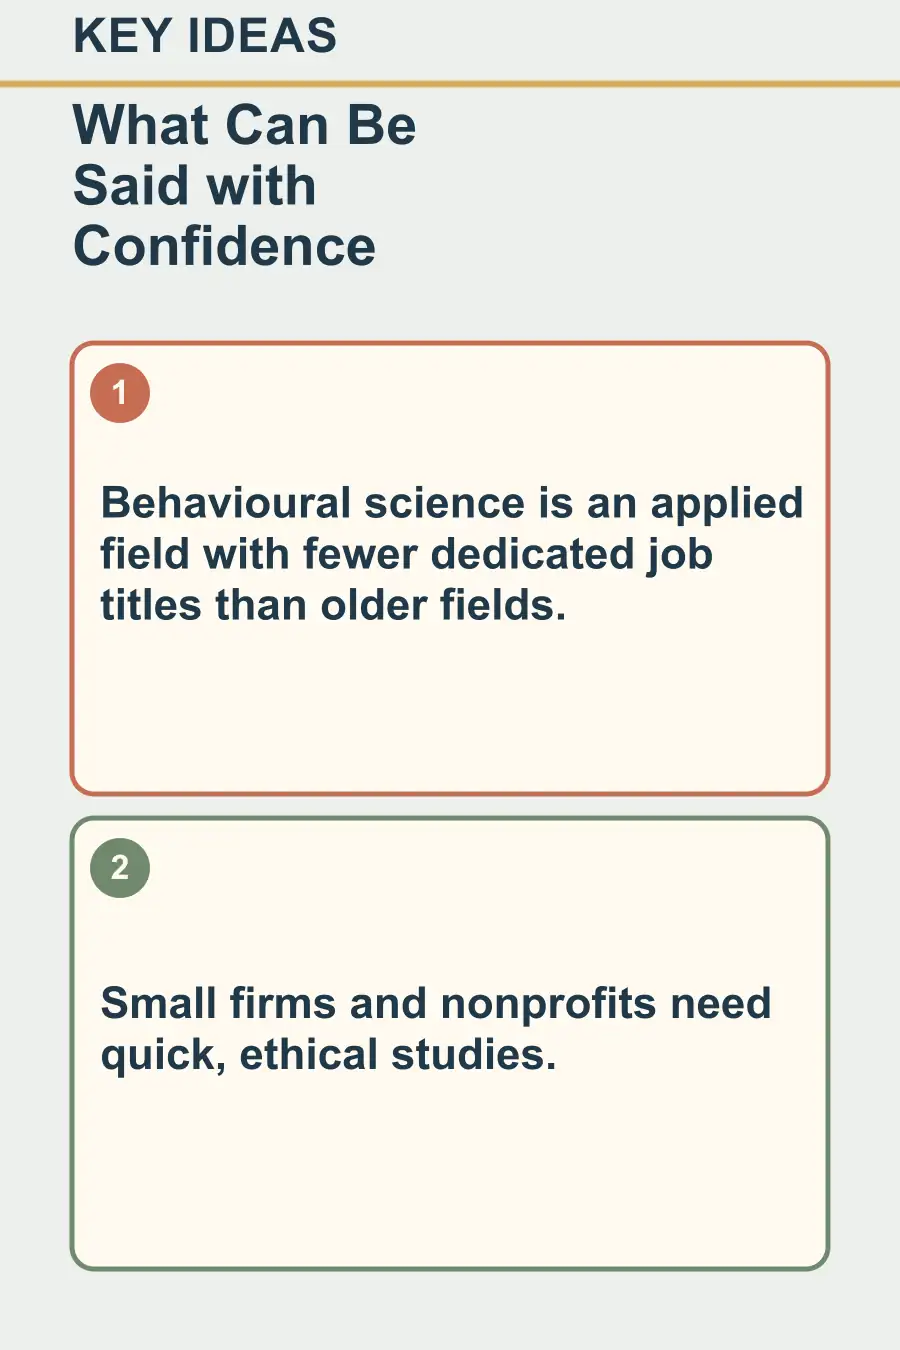 KEY IDEAS
What Can Be
Said with
Confidence
1
Behavioural science is an applied
field with fewer dedicated job
titles than older fields.
2
Small firms and nonprofits need
quick, ethical studies.